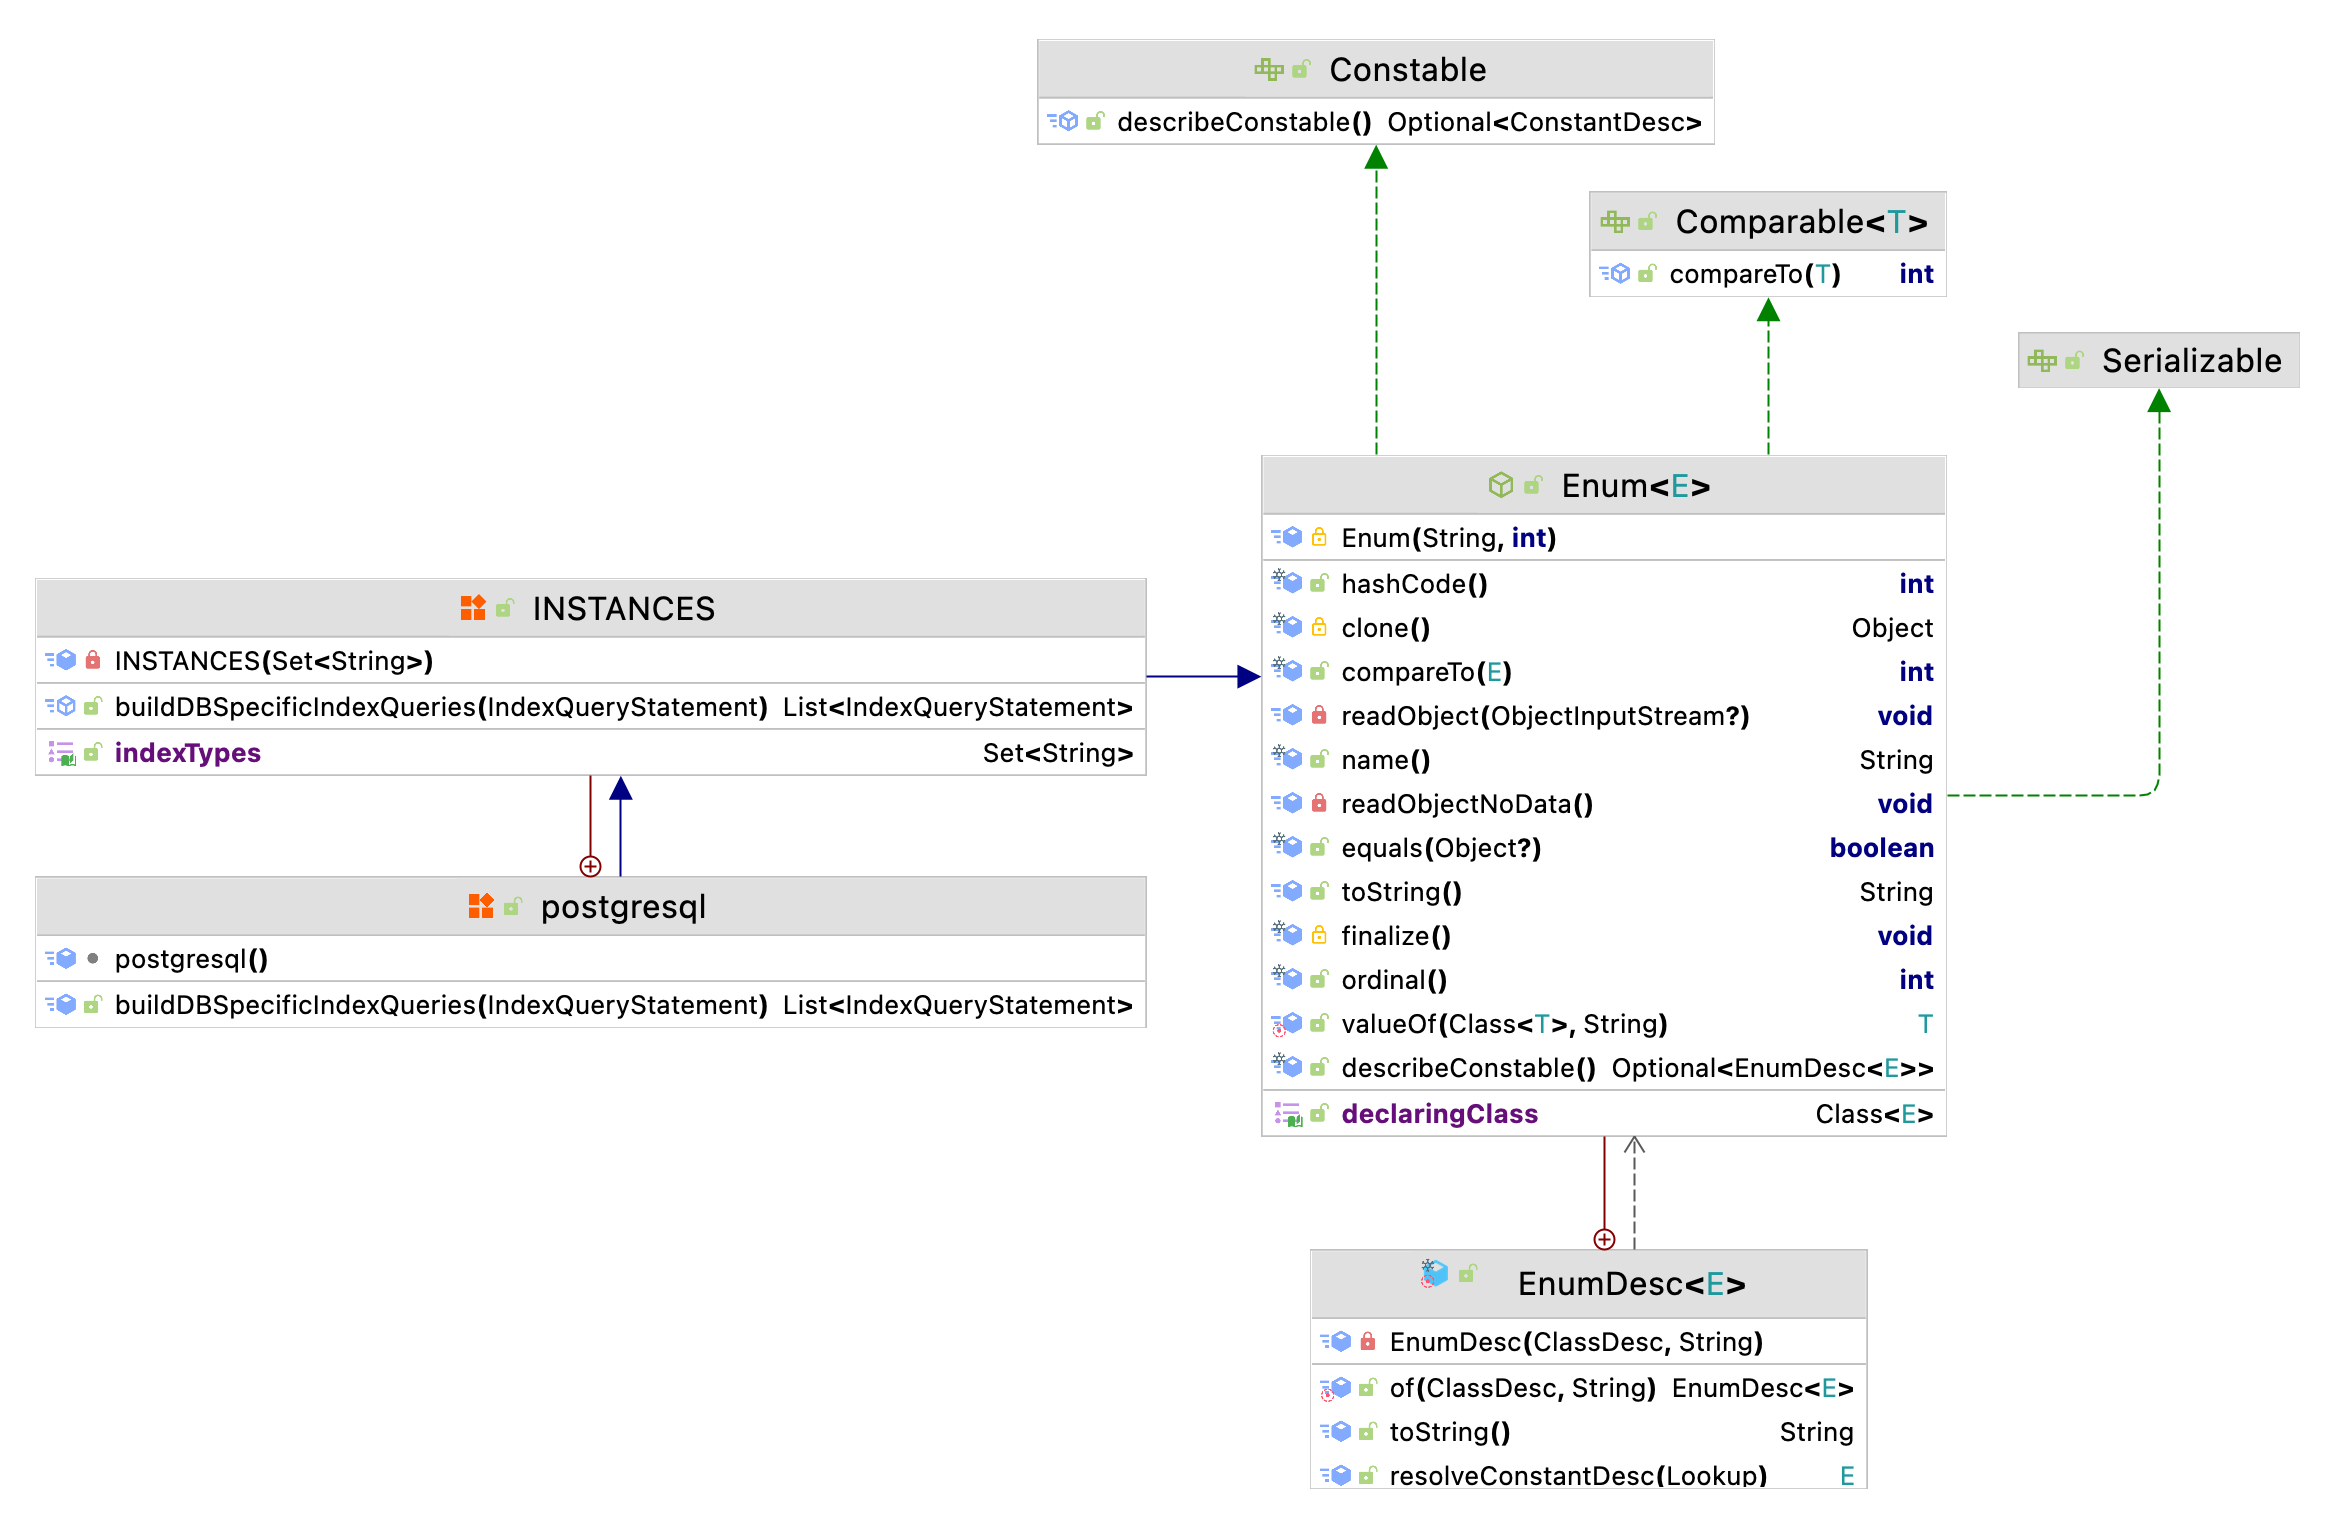 Constable
describeConstable() Optional<ConstantDesc>
Comparable<T>
compareTo(T) int
Serializable
Enum<E>
Enum(String, int)
hashCode() int
clone() Object
compareTo(E) int
readObject(ObjectInputStream?) void
name() String
readObjectNoData() void
equals(Object?) boolean
toString() String
finalize() void
ordinal() int
valueOf(Class<T>, String) T
describeConstable() Optional<EnumDesc<E>>
declaringClass Class<E>
INSTANCES
INSTANCES(Set<String>)
buildDBSpecificIndexQueries(IndexQueryStatement) List<IndexQueryStatement>
indexTypes Set<String>
postgresql
postgresql()
buildDBSpecificIndexQueries(IndexQueryStatement) List<IndexQueryStatement>
EnumDesc<E>
EnumDesc(ClassDesc, String)
of(ClassDesc, String) EnumDesc<E>
toString() String
resolveConstantDesc(Lookup) E